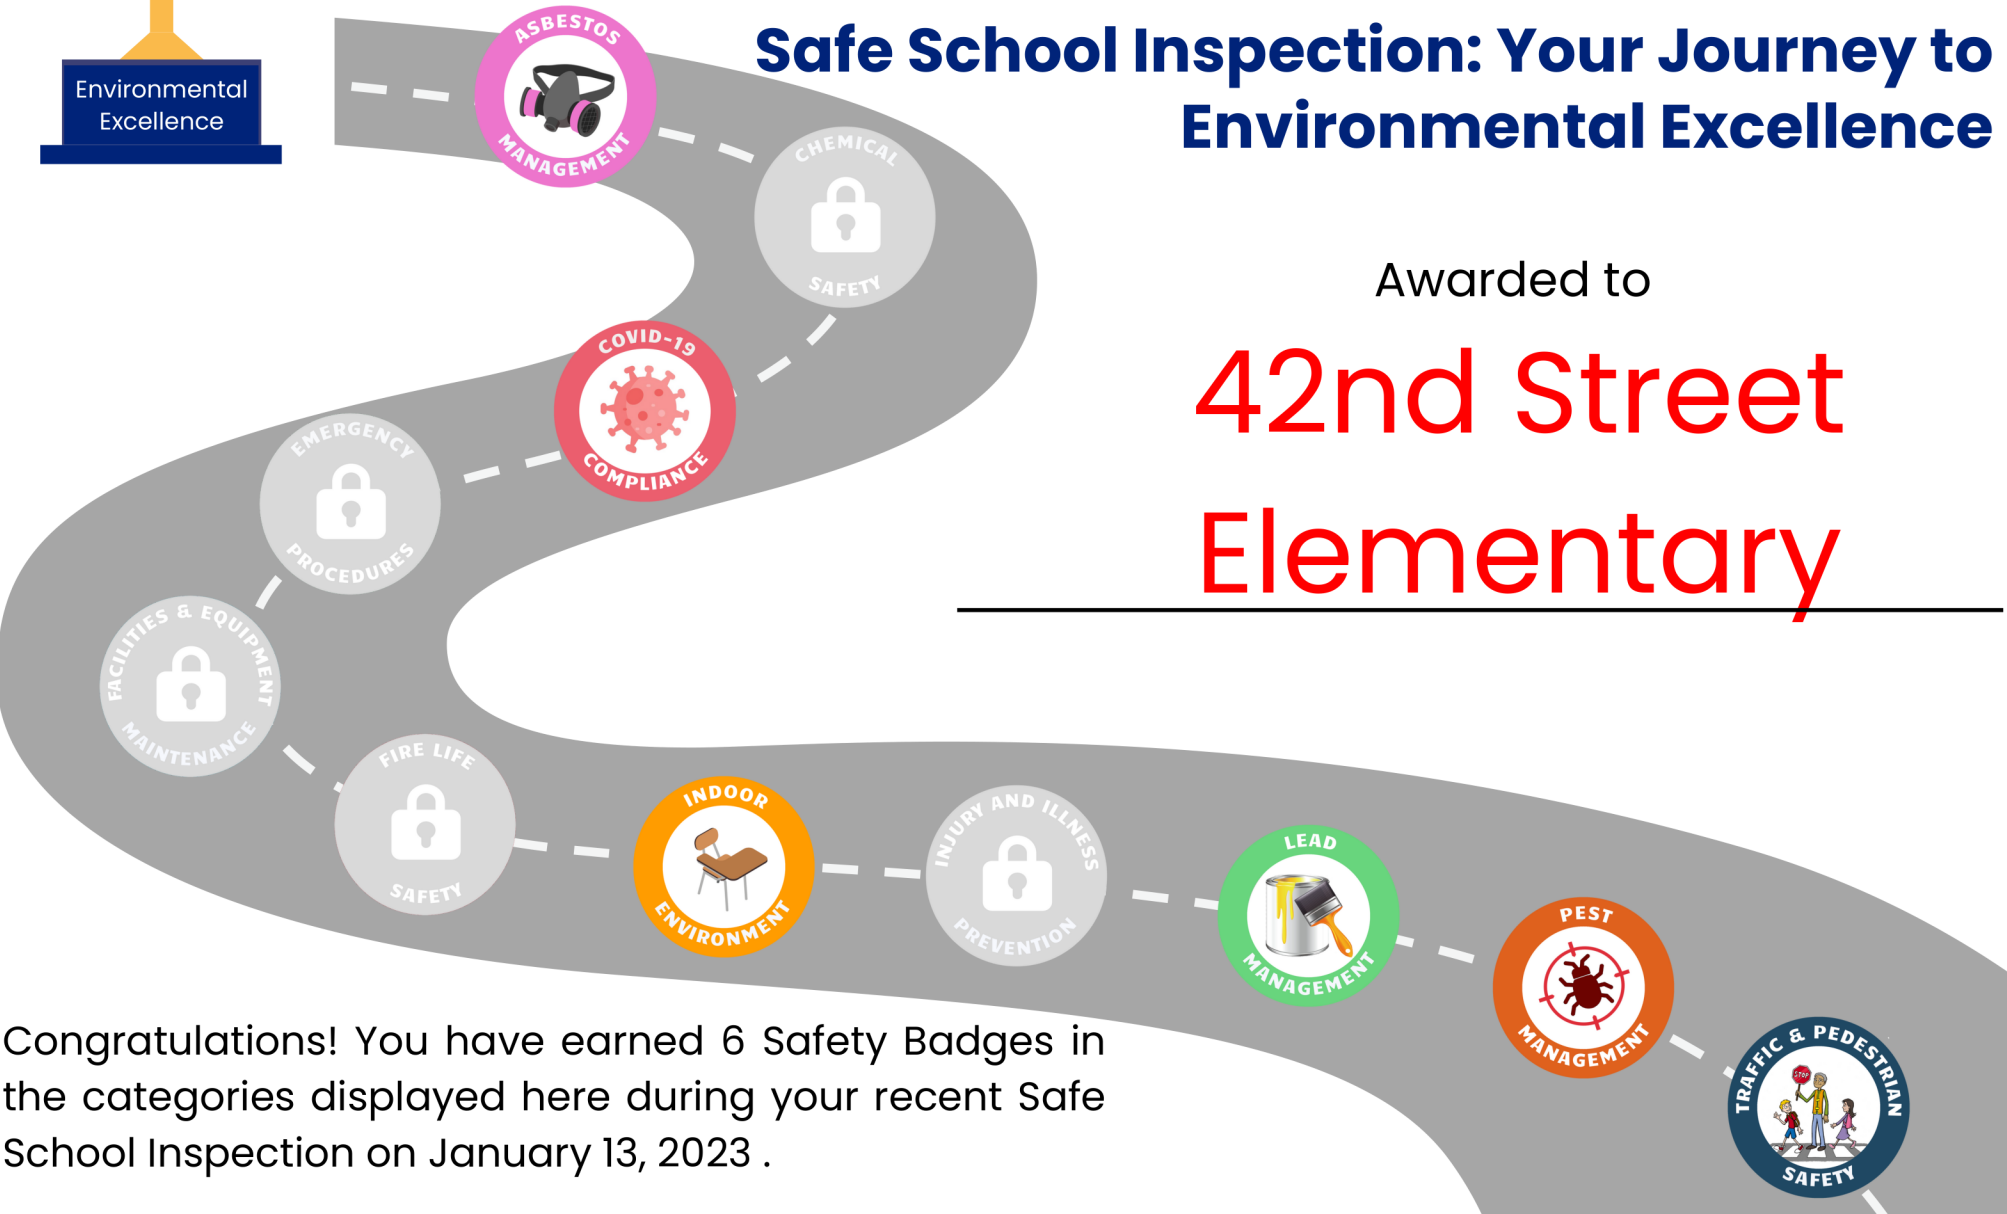 Environmental
Excellence
Safe School Inspection: Your Journey to
Environmental Excellence
Awarded to
42nd Street
Elementary
ASBESTOS
MANAGEMENT
CHEMICAL
SAFETY
COVID-19
COMPLIANCE
EMERGENCY
PROCEDURES
FACILITIES & EQUIPMENT
MAINTENANCE
FIRE LIFE
SAFETY
INDOOR
ENVIRONMENT
INJURY AND ILLNESS
PREVENTION
LEAD
MANAGEMENT
PEST
MANAGEMENT
TRAFFIC & PEDESTRIAN
STOP
SAFETY
Congratulations! You have earned 6 Safety Badges in
the categories displayed here during your recent Safe
School Inspection on January 13, 2023 .